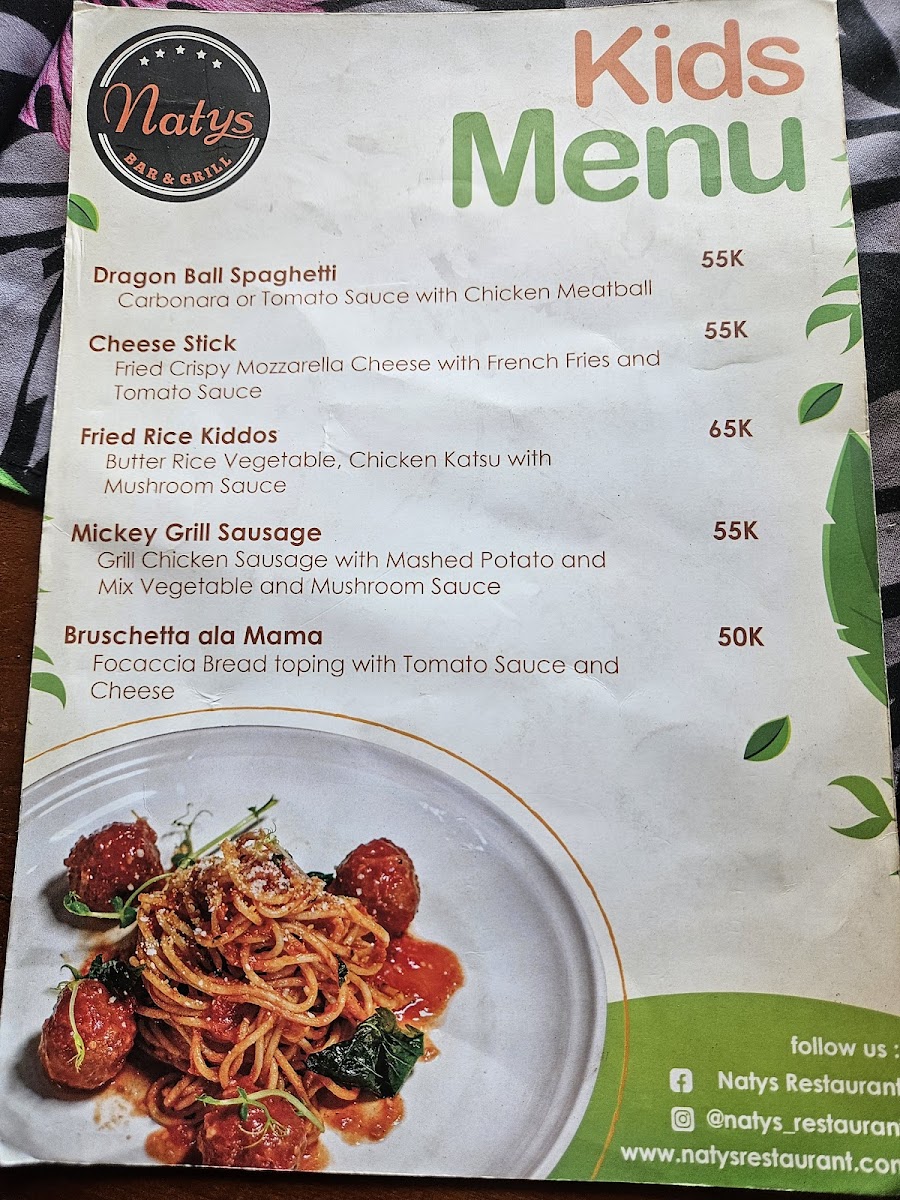 Natys
BAR & GRILL
Kids
Menu
Dragon Ball Spaghetti 55K
Carbonara or Tomato Sauce with Chicken Meatball
Cheese Stick 55K
Fried Crispy Mozzarella Cheese with French Fries and
Tomato Sauce
Fried Rice Kiddos 65K
Butter Rice Vegetable, Chicken Katsu with
Mushroom Sauce
Mickey Grill Sausage 55K
Grill Chicken Sausage with Mashed Potato and
Mix Vegetable and Mushroom Sauce
Bruschetta ala Mama 50K
Focaccia Bread toping with Tomato Sauce and
Cheese
follow us :
Natys Restaurant
@natys_restauran
www.natysrestaurant.com